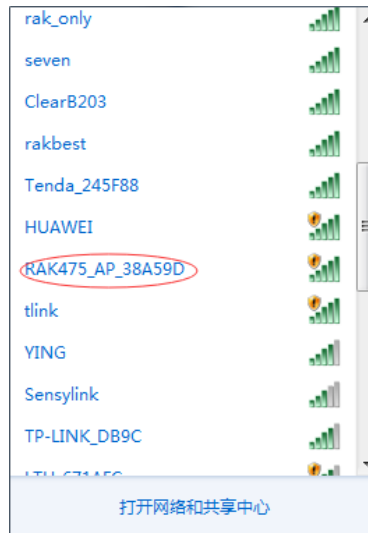 rak_only
seven
ClearB203
rakbest
Tenda_245F88
HUAWEI
RAK475_AP_38A59D
tlink
YING
Sensylink
TP-LINK_DB9C
打开网络和共享中心